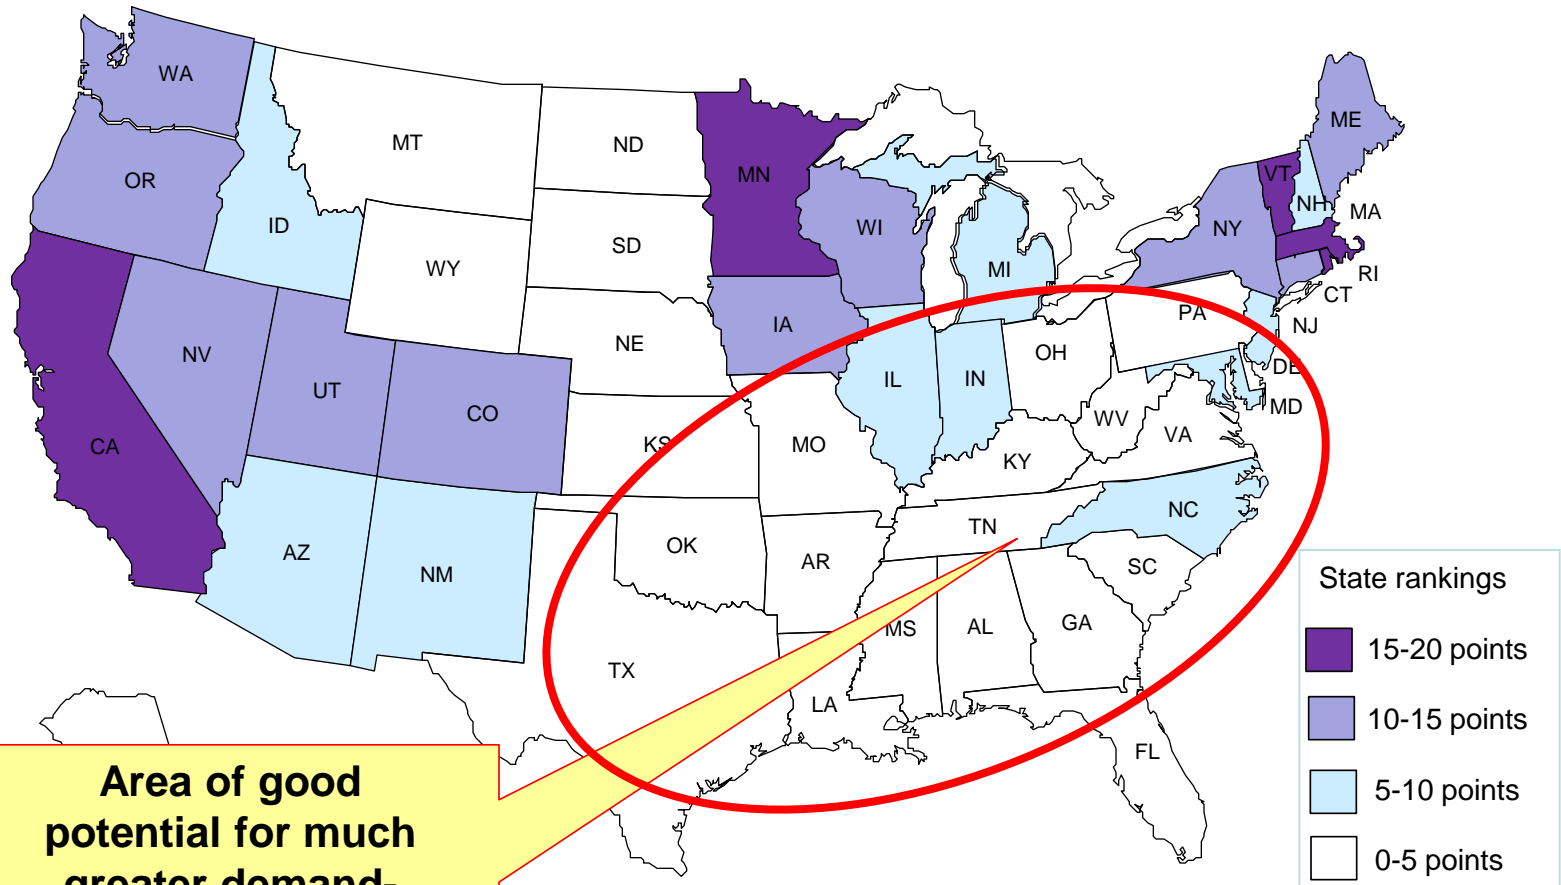 WA
MT
ND
MN
ME
OR
ID
SD
WI
VT
NH
MA
NY
WY
MI
RI
CT
NV
UT
CO
NE
IA
IL
IN
OH
PA
NJ
DE
MD
CA
KS
MO
KY
WV
VA
AZ
NM
OK
AR
TN
NC
SC
TX
LA
MS
AL
GA
FL
State rankings
15-20 points
10-15 points
5-10 points
0-5 points
Area of good
potential for much
greater demand-